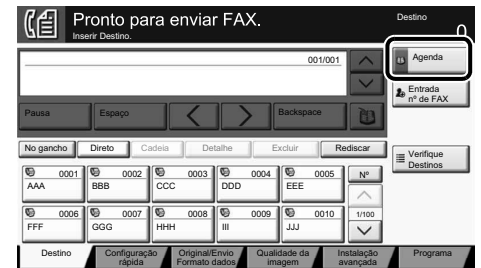 Pronto para enviar FAX.
Inserir Destino.
Destino
0
001/001
Agenda
Entrada
nº de FAX
Pausa
Espaço
Backspace
No gancho
Direto
Cadeia
Detalhe
Excluir
Rediscar
Verifique
Destinos
0001
AAA
0002
BBB
0003
CCC
0004
DDD
0005
EEE
Nº
0006
FFF
0007
GGG
0008
HHH
0009
III
0010
JJJ
1/100
Destino
Configuração
rápida
Original/Envio
Formato dados
Qualidade da
imagem
Instalação
avançada
Programa